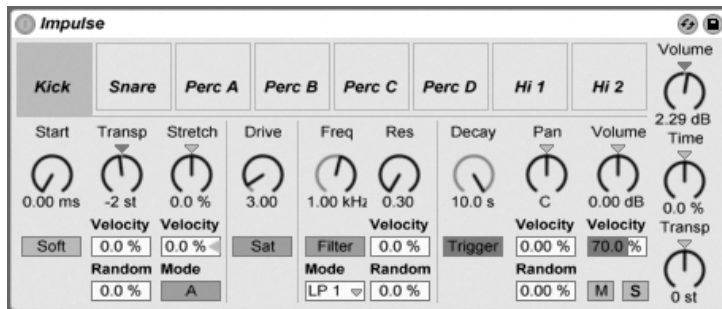 Impulse
Kick Snare Perc A Perc B Perc C Perc D Hi 1 Hi 2
Volume
2.29 dB
Start Transp Stretch Drive Freq Res Decay Pan Volume
Time
0.00 ms -2 st 0.0 % 3.00 1.00 kHz 0.30 10.0 s C 0.00 dB
0.0 %
Velocity Velocity Velocity Velocity Velocity
Transp
Soft 0.0 % 0.0 % Sat Filter 0.0 % Trigger 0.00 % 70.0 %
Random Mode Mode Random Random
0.0 % A LP 1 0.0 % 0.00 % M S
0 st